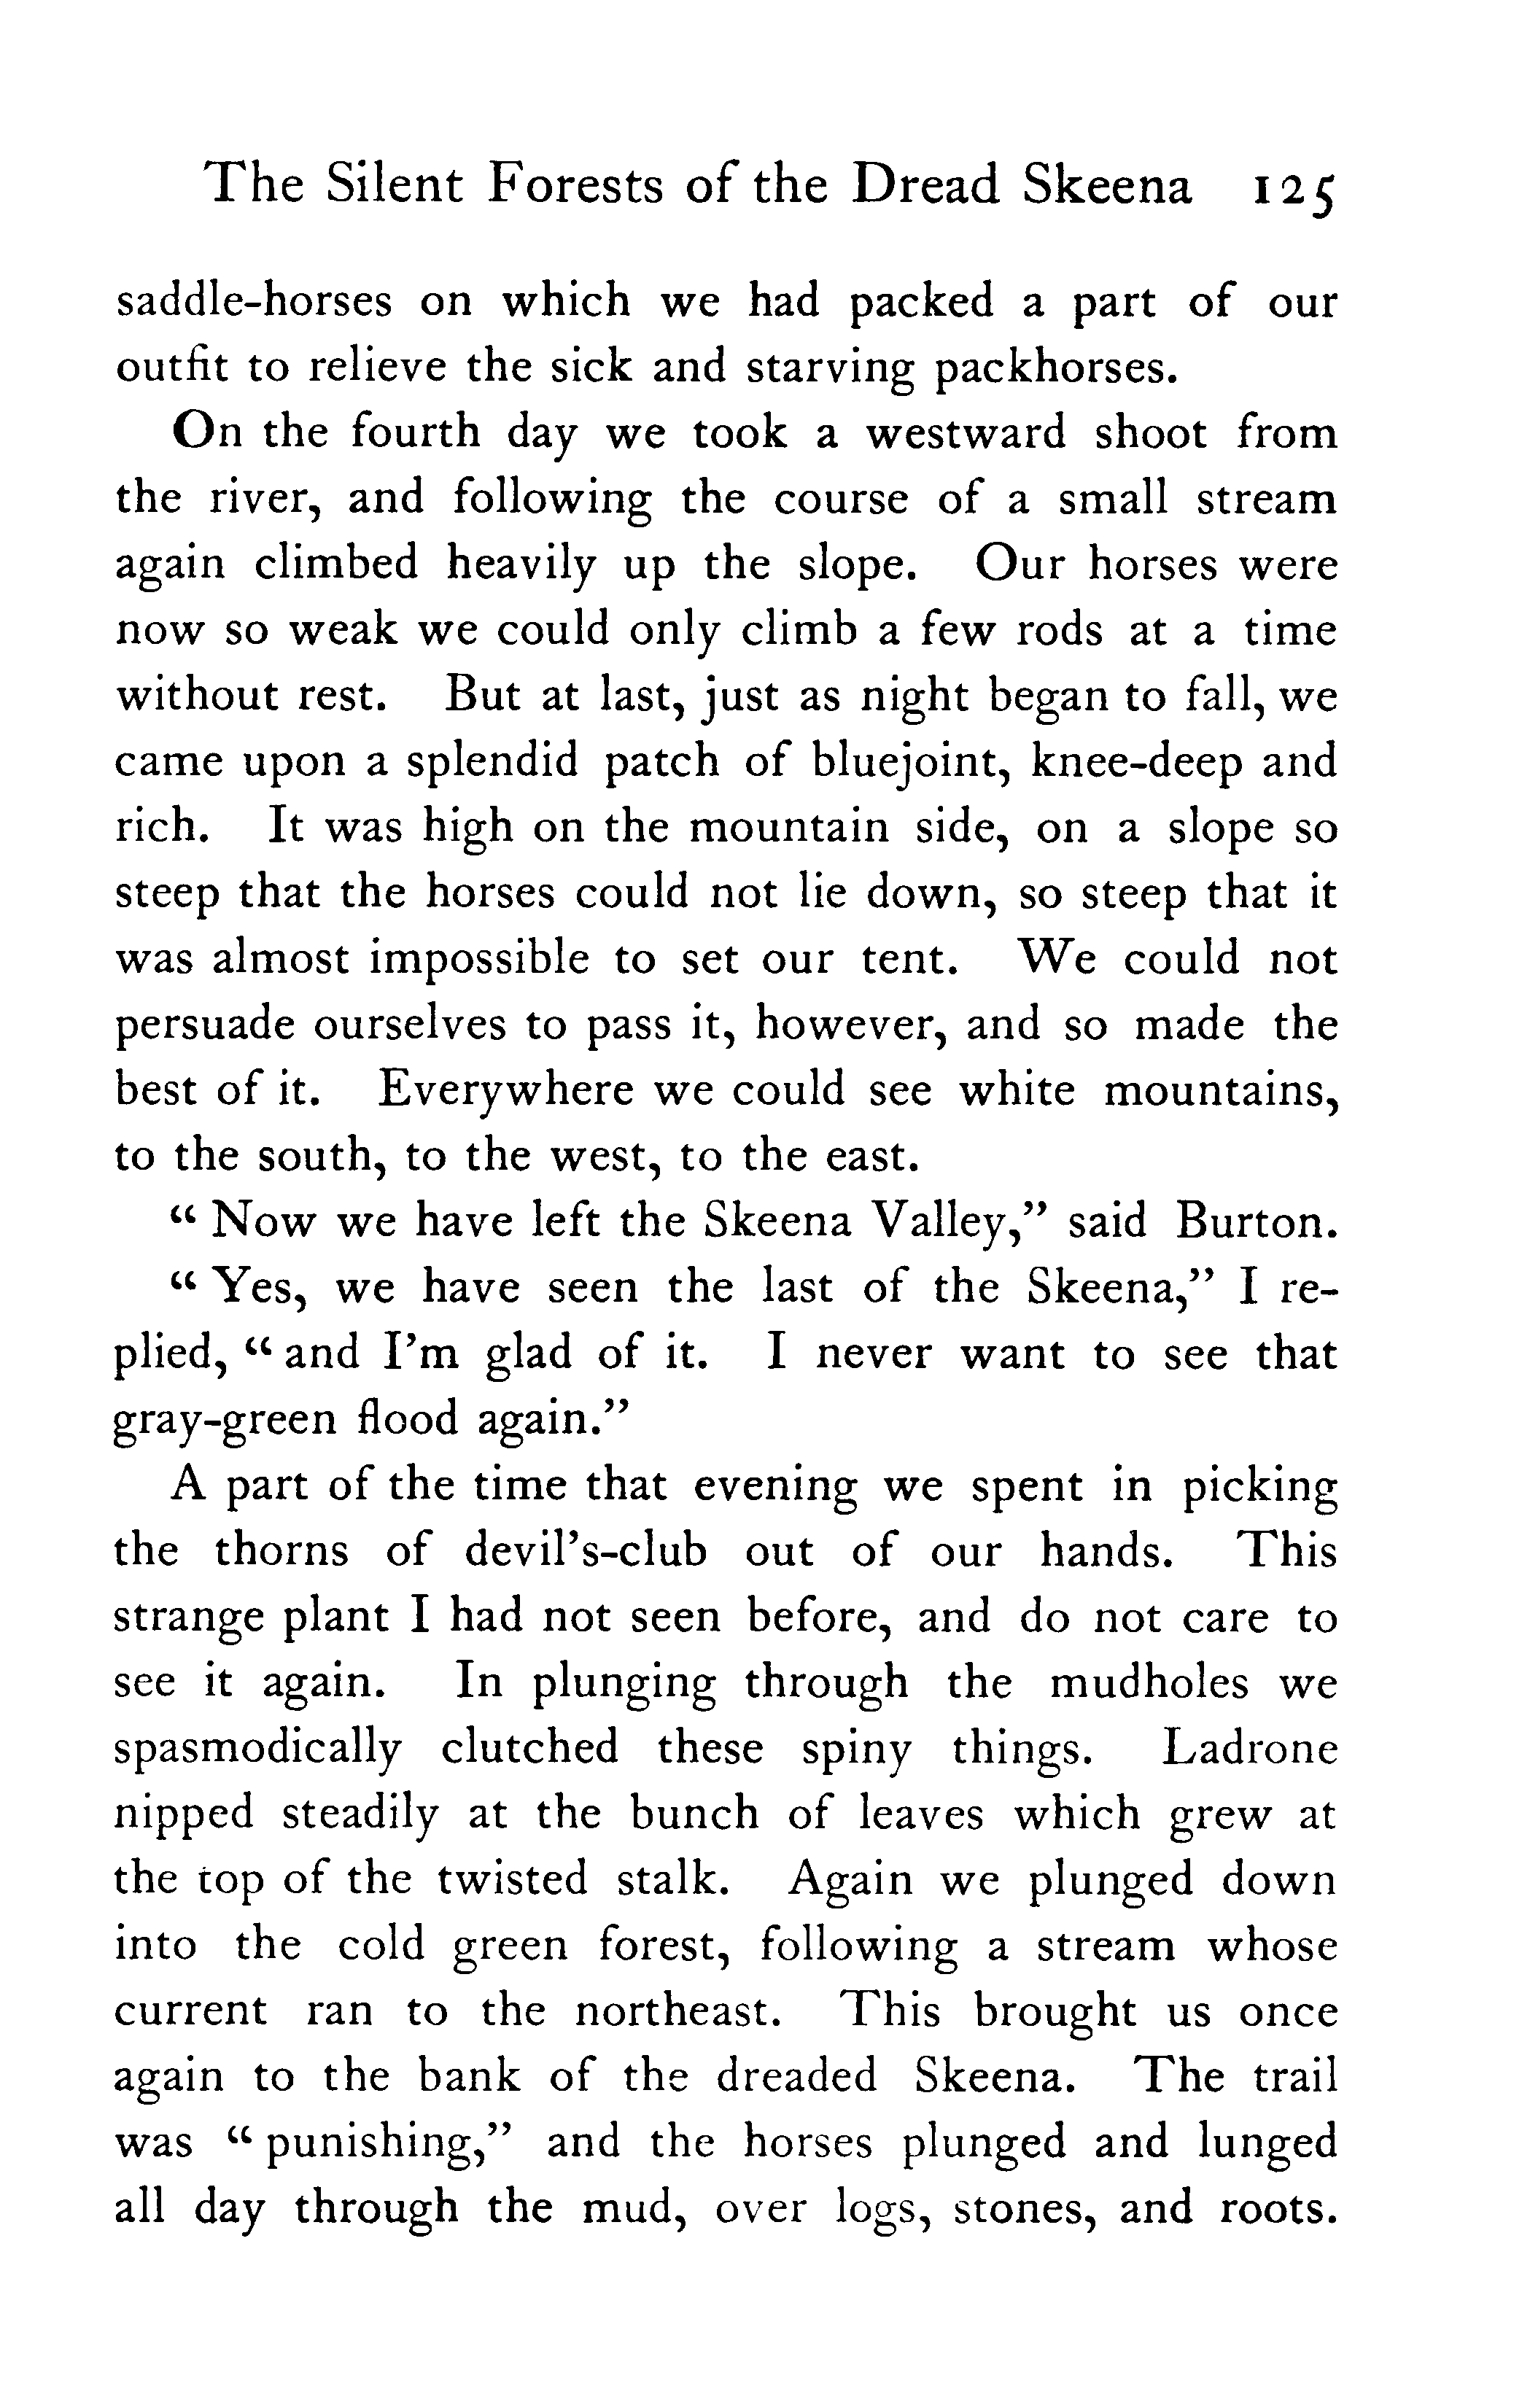 The Silent Forests of the Dread Skeena 125
saddle-horses on which we had packed a part of our
outfit to relieve the sick and starving packhorses.
On the fourth day we took a westward shoot from
the river, and following the course of a small stream
again climbed heavily up the slope. Our horses were
now so weak we could only climb a few rods at a time
without rest. But at last, just as night began to fall, we
came upon a splendid patch of bluejoint, knee-deep and
rich. It was high on the mountain side, on a slope so
steep that the horses could not lie down, so steep that it
was almost impossible to set our tent. We could not
persuade ourselves to pass it, however, and so made the
best of it. Everywhere we could see white mountains,
to the south, to the west, to the east.
“Now we have left the Skeena Valley,” said Burton.
“Yes, we have seen the last of the Skeena,” I re-
plied, “and I’m glad of it. I never want to see that
gray-green flood again.”
A part of the time that evening we spent in picking
the thorns of devil’s-club out of our hands. This
strange plant I had not seen before, and do not care to
see it again. In plunging through the mudholes we
spasmodically clutched these spiny things. Ladrone
nipped steadily at the bunch of leaves which grew at
the top of the twisted stalk. Again we plunged down
into the cold green forest, following a stream whose
current ran to the northeast. This brought us once
again to the bank of the dreaded Skeena. The trail
was “punishing,” and the horses plunged and lunged
all day through the mud, over logs, stones, and roots.